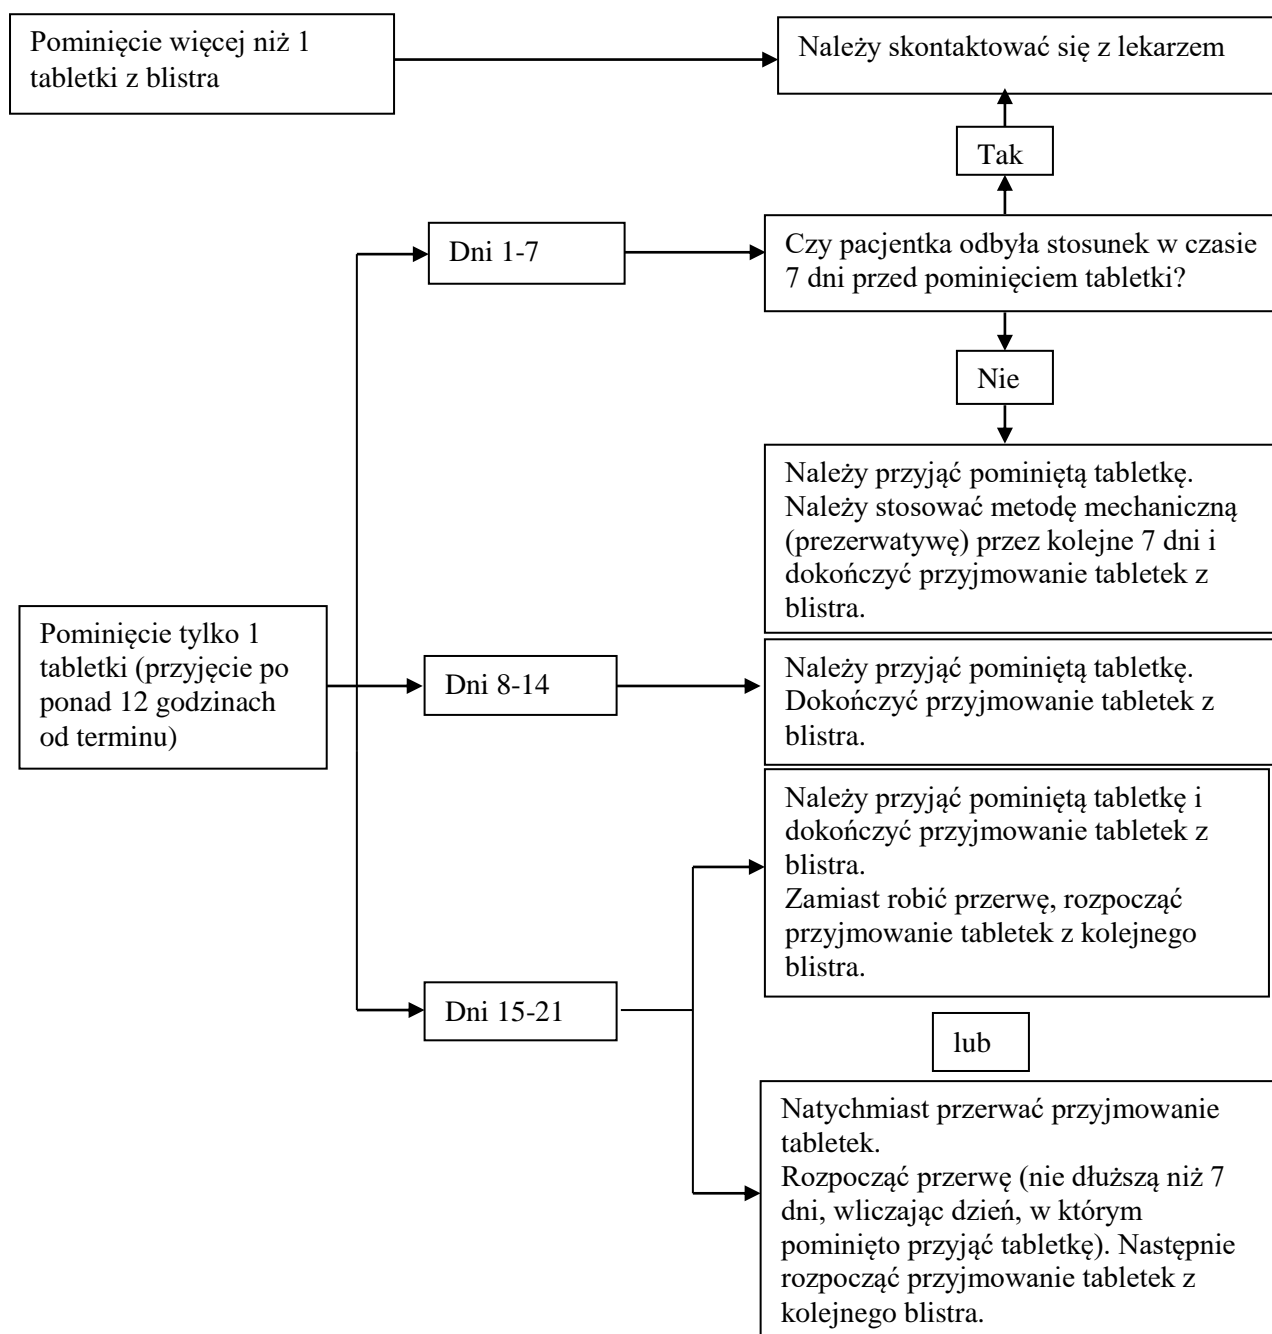 Pominięcie więcej niż 1
tabletki z blistra
Należy skontaktować się z lekarzem
Tak
Dni 1-7
Czy pacjentka odbyła stosunek w czasie
7 dni przed pominięciem tabletki?
Nie
Należy przyjąć pominiętą tabletkę.
Należy stosować metodę mechaniczną
(prezerwatywę) przez kolejne 7 dni i
dokończyć przyjmowanie tabletek z
blistra.
Pominięcie tylko 1
tabletki (przyjęcie po
ponad 12 godzinach
od terminu)
Dni 8-14
Należy przyjąć pominiętą tabletkę.
Dokończyć przyjmowanie tabletek z
blistra.
Należy przyjąć pominiętą tabletkę i
dokończyć przyjmowanie tabletek z
blistra.
Zamiast robić przerwę, rozpocząć
przyjmowanie tabletek z kolejnego
blistra.
Dni 15-21
lub
Natychmiast przerwać przyjmowanie
tabletek.
Rozpocząć przerwę (nie dłuższą niż 7
dni, wliczając dzień, w którym
pominięto przyjąć tabletkę). Następnie
rozpocząć przyjmowanie tabletek z
kolejnego blistra.